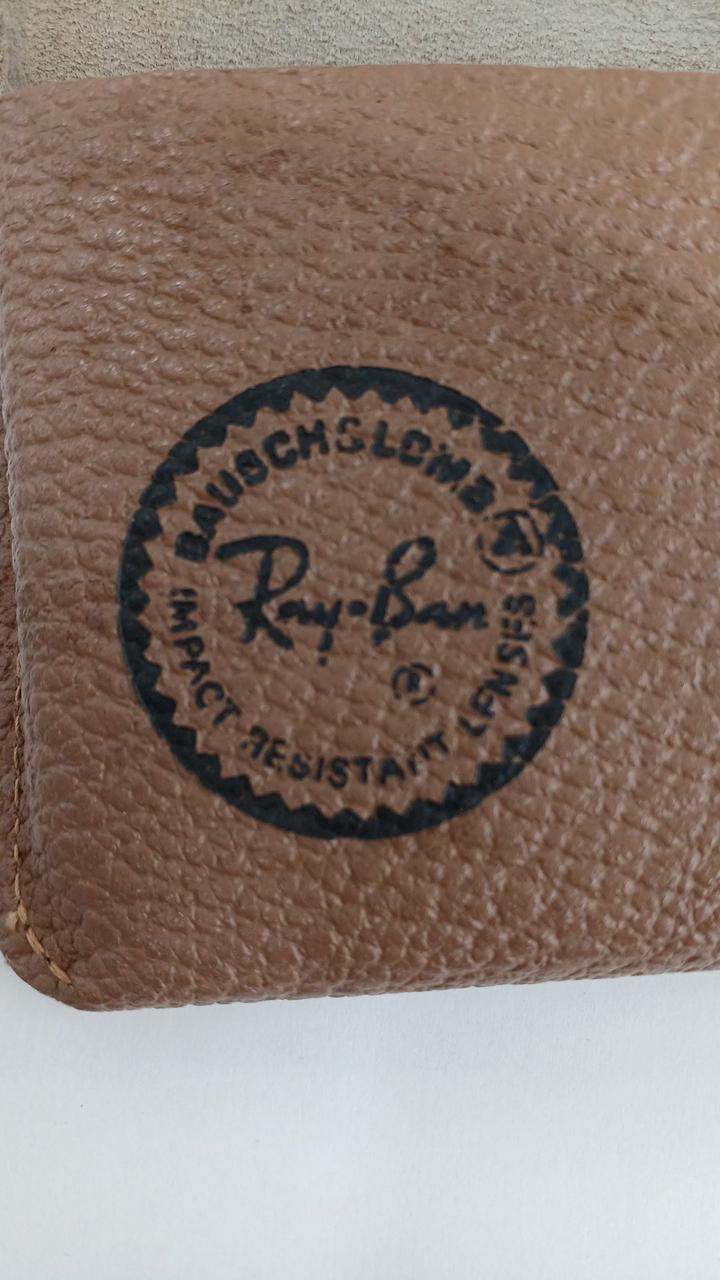 BAUSCH & LOMB
Ray-Ban
®
IMPACT RESISTANT LENSES